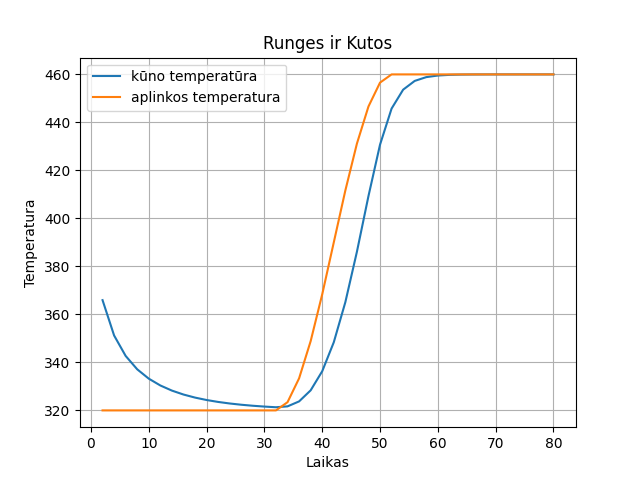 Runges ir Kutos
kūno temperatūra
aplinkos temperatura
460
440
420
400
380
360
340
320
Temperatura
0 10 20 30 40 50 60 70 80
Laikas